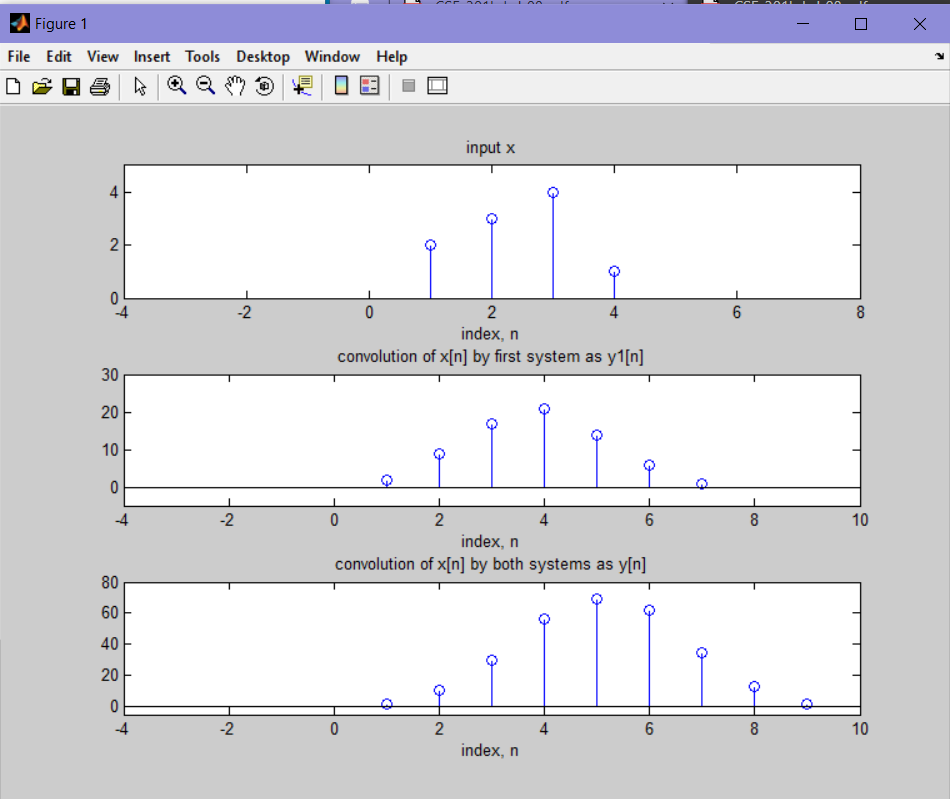 Figure 1
File Edit View Insert Tools Desktop Window Help
input x
4
2
0
-4 -2 0 2 4 6 8
index, n
convolution of x[n] by first system as y1[n]
30
20
10
0
-4 -2 0 2 4 6 8 10
index, n
convolution of x[n] by both systems as y[n]
80
60
40
20
0
-4 -2 0 2 4 6 8 10
index, n